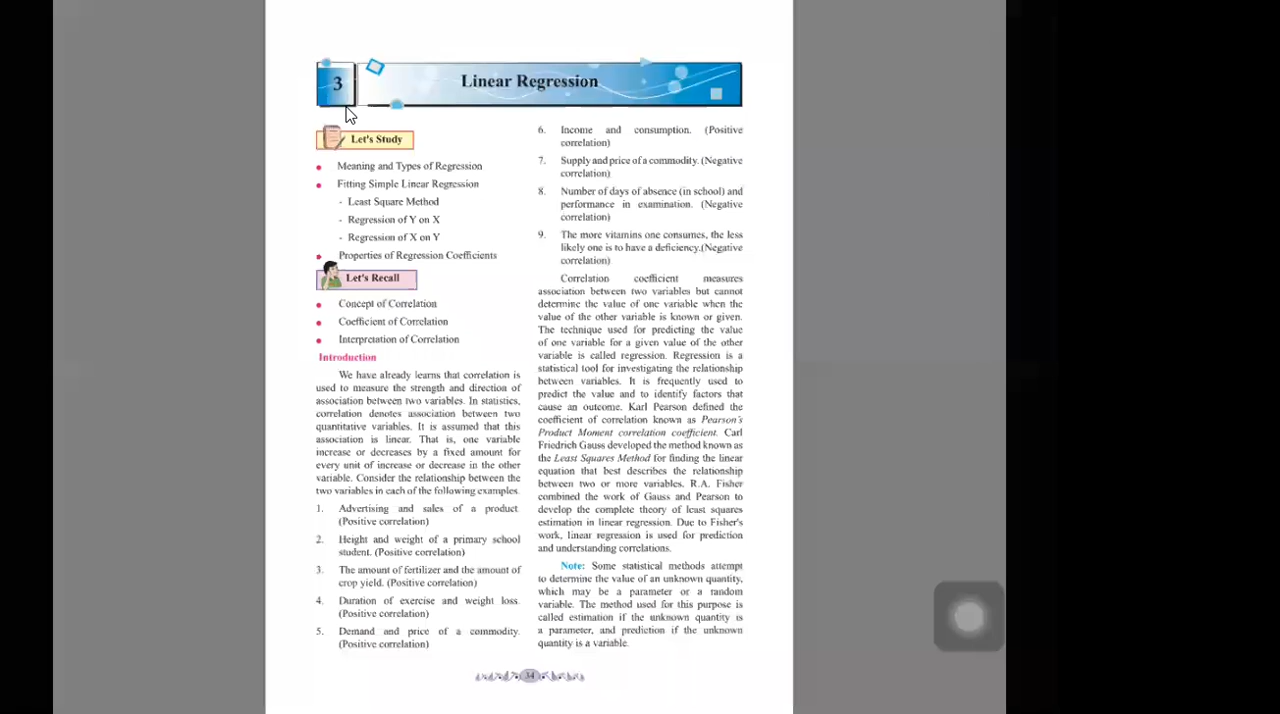 3
Linear Regression
Let's Study
Meaning and Types of Regression
Fitting Simple Linear Regression
- Least Square Method
- Regression of Y on X
- Regression of X on Y
Properties of Regression Coefficients
Let's Recall
Concept of Correlation
Coefficient of Correlation
Interpretation of Correlation
Introduction
We have already learns that correlation is
used to measure the strength and direction of
association between two variables. In statistics,
correlation denotes association between two
quantitative variables. It is assumed that this
association is linear. That is, one variable
increase or decreases by a fixed amount for
every unit of increase or decrease in the other
variable. Consider the relationship between the
two variables in each of the following examples.
1. Advertising and sales of a product.
(Positive correlation)
2. Height and weight of a primary school
student. (Positive correlation)
3. The amount of fertilizer and the amount of
crop yield. (Positive correlation)
4. Duration of exercise and weight loss.
(Positive correlation)
5. Demand and price of a commodity.
(Positive correlation)
6. Income and consumption. (Positive
correlation)
7. Supply and price of a commodity. (Negative
correlation)
8. Number of days of absence (in school) and
performance in examination. (Negative
correlation)
9. The more vitamins one consumes, the less
likely one is to have a deficiency.(Negative
correlation)
Correlation coefficient measures
association between two variables but cannot
determine the value of one variable when the
value of the other variable is known or given.
The technique used for predicting the value
of one variable for a given value of the other
variable is called regression. Regression is a
statistical tool for investigating the relationship
between variables. It is frequently used to
predict the value and to identify factors that
cause an outcome. Karl Pearson defined the
coefficient of correlation known as Pearson's
Product Moment correlation coefficient. Carl
Friedrich Gauss developed the method known as
the Least Squares Method for finding the linear
equation that best describes the relationship
between two or more variables. R.A. Fisher
combined the work of Gauss and Pearson to
develop the complete theory of least squares
estimation in linear regression. Due to Fisher's
work, linear regression is used for prediction
and understanding correlations.
Note: Some statistical methods attempt
to determine the value of an unknown quantity,
which may be a parameter or a random
variable. The method used for this purpose is
called estimation if the unknown quantity is
a parameter, and prediction if the unknown
quantity is a variable.
34